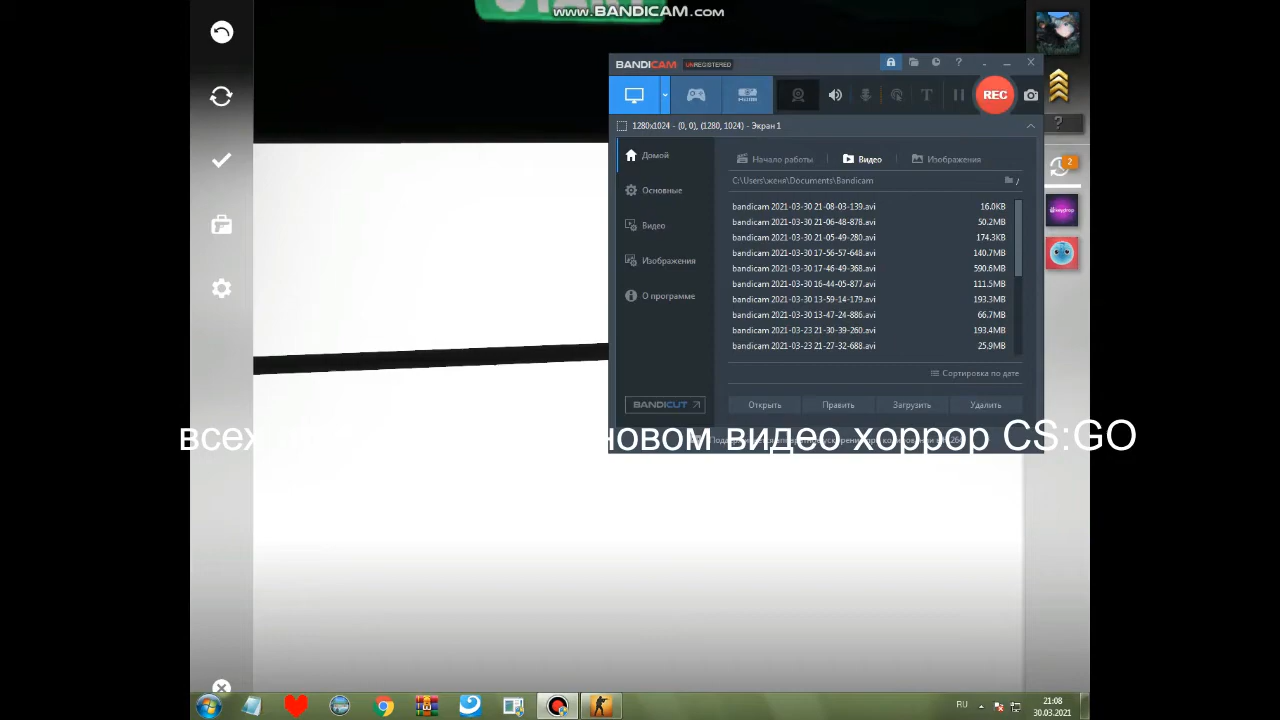 WWW.BANDICAM.COM
BANDICAM UNREGISTERED
REC
1280x1024 - (0, 0), (1280, 1024) - Экран 1
Домой
Основные
Видео
Изображения
О программе
Начало работы Видео Изображения
C:\Users\женя\Documents\Bandicam
bandicam 2021-03-30 21-08-03-139.avi 16.0KB
bandicam 2021-03-30 21-06-48-878.avi 50.2MB
bandicam 2021-03-30 21-05-49-280.avi 174.3KB
bandicam 2021-03-30 17-56-57-648.avi 140.7MB
bandicam 2021-03-30 17-46-49-368.avi 590.6MB
bandicam 2021-03-30 16-44-05-877.avi 111.5MB
bandicam 2021-03-30 13-59-14-179.avi 193.3MB
bandicam 2021-03-30 13-47-24-886.avi 66.7MB
bandicam 2021-03-23 21-30-39-260.avi 193.4MB
bandicam 2021-03-23 21-27-32-688.avi 25.9MB
Сортировка по дате
BANDICUT
Открыть Править Загрузить Удалить
всех новом видео хоррор CS:GO
2
keydrop
RU
21:08
30.03.2021